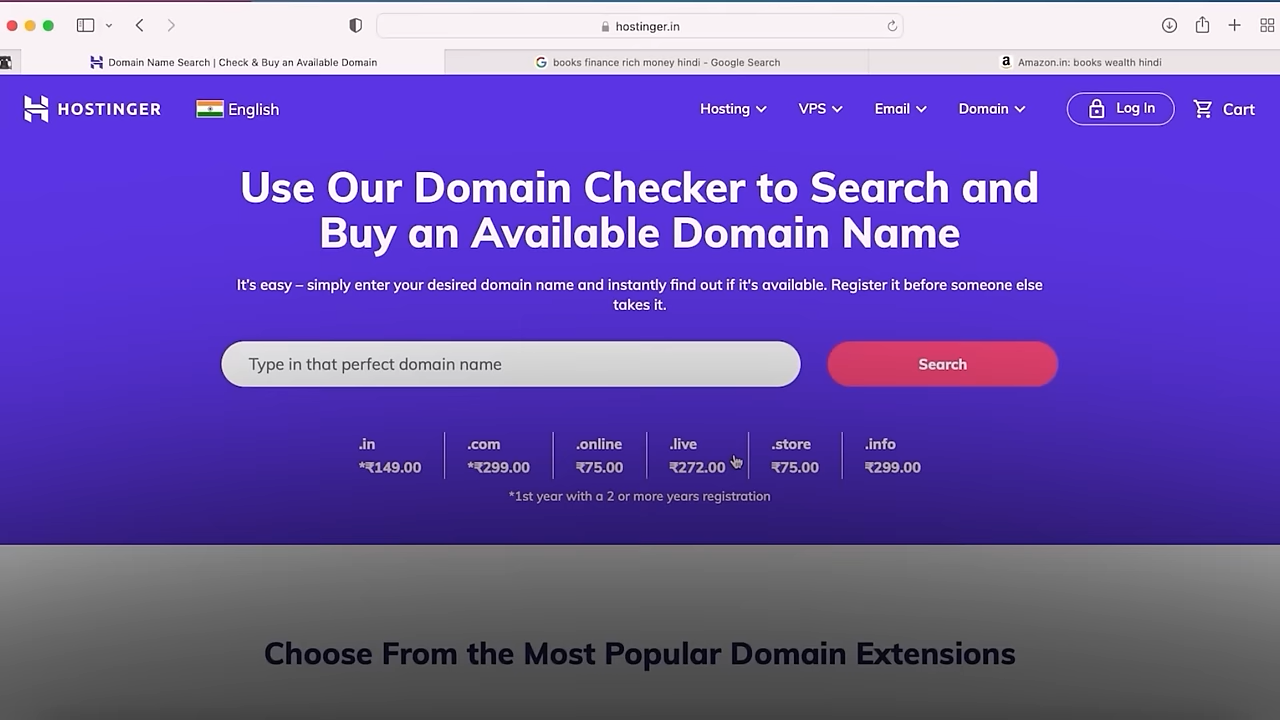 hostinger.in
Domain Name Search | Check & Buy an Available Domain
books finance rich money hindi - Google Search
Amazon.in: books wealth hindi
HOSTINGER
English
Hosting
VPS
Email
Domain
Log In
Cart
Use Our Domain Checker to Search and
Buy an Available Domain Name
It's easy – simply enter your desired domain name and instantly find out if it's available. Register it before someone else
takes it.
Type in that perfect domain name
Search
.in
*₹149.00
.com
*₹299.00
.online
₹75.00
.live
₹272.00
.store
₹75.00
.info
₹299.00
*1st year with a 2 or more years registration
Choose From the Most Popular Domain Extensions